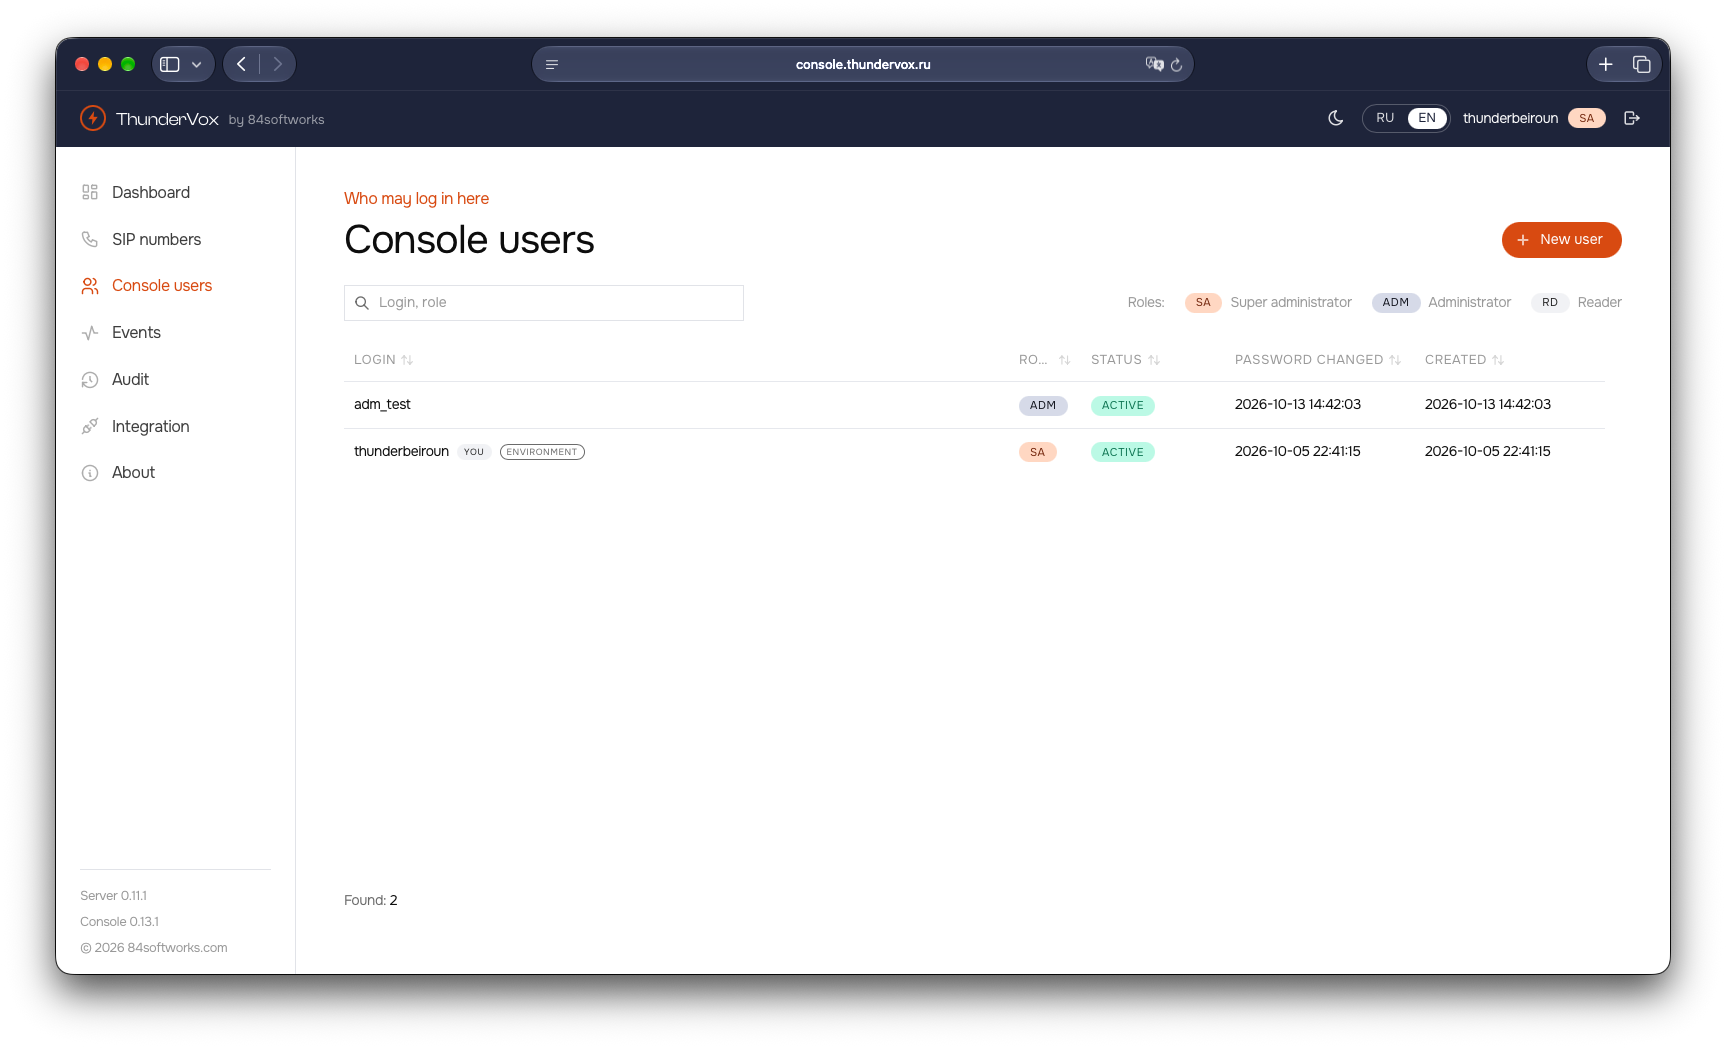 console.thundervox.ru
ThunderVox by 84softworks
RU EN thunderbeiroun SA
Dashboard
SIP numbers
Console users
Events
Audit
Integration
About
Server 0.11.1
Console 0.13.1
© 2026 84softworks.com
Who may log in here
Console users
New user
Login, role
Roles: SA Super administrator ADM Administrator RD Reader
LOGIN RO... STATUS PASSWORD CHANGED CREATED
adm_test ADM ACTIVE 2026-10-13 14:42:03 2026-10-13 14:42:03
thunderbeiroun YOU ENVIRONMENT SA ACTIVE 2026-10-05 22:41:15 2026-10-05 22:41:15
Found: 2